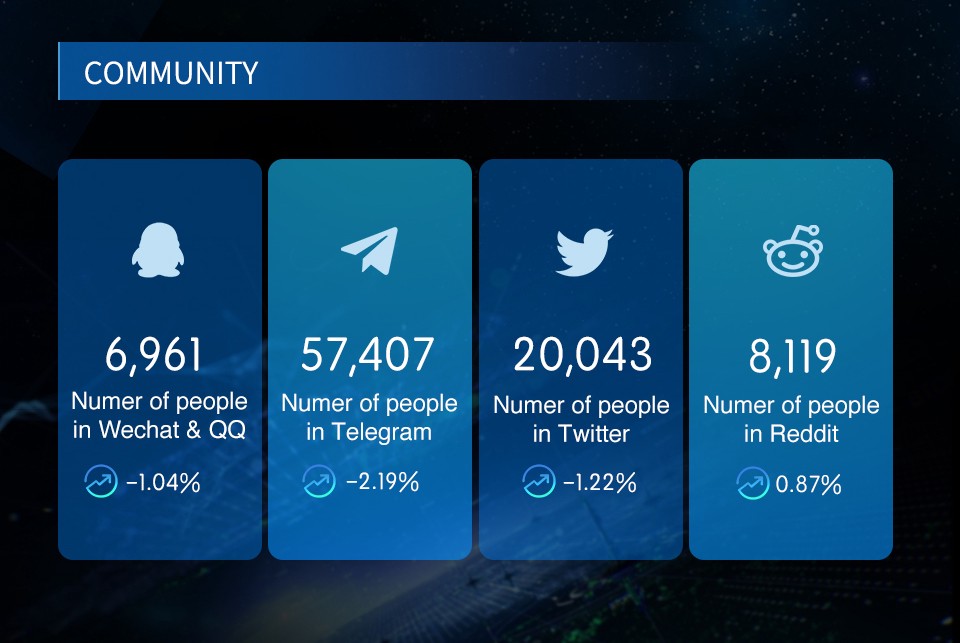 COMMUNITY
6,961
Numer of people
in Wechat & QQ
-1.04%
57,407
Numer of people
in Telegram
-2.19%
20,043
Numer of people
in Twitter
-1.22%
8,119
Numer of people
in Reddit
0.87%